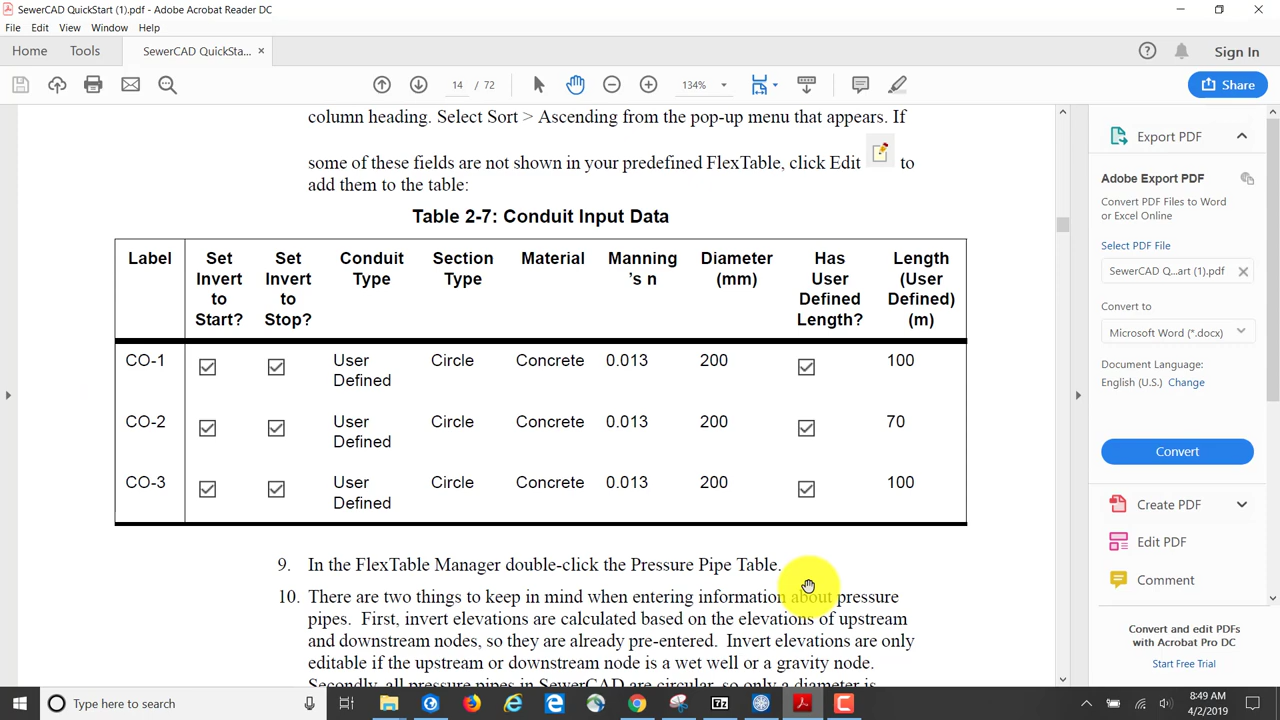 SewerCAD QuickStart (1).pdf - Adobe Acrobat Reader DC
File Edit View Window Help
Home Tools SewerCAD QuickSta... × Sign In
14 / 72 134% Share
column heading. Select Sort > Ascending from the pop-up menu that appears. If
some of these fields are not shown in your predefined FlexTable, click Edit to
add them to the table:
Table 2-7: Conduit Input Data
Label Set Invert to Start? Set Invert to Stop? Conduit Type Section Type Material Manning's n Diameter (mm) Has User Defined Length? Length (User Defined) (m)
CO-1 User Defined Circle Concrete 0.013 200 100
CO-2 User Defined Circle Concrete 0.013 200 70
CO-3 User Defined Circle Concrete 0.013 200 100
9. In the FlexTable Manager double-click the Pressure Pipe Table.
10. There are two things to keep in mind when entering information about pressure
pipes. First, invert elevations are calculated based on the elevations of upstream
and downstream nodes, so they are already pre-entered. Invert elevations are only
editable if the upstream or downstream node is a wet well or a gravity node.
Secondly, all pressure pipes in SewerCAD are circular, so only a diameter is
Export PDF
Adobe Export PDF
Convert PDF Files to Word
or Excel Online
Select PDF File
SewerCAD Q...art (1).pdf
Convert to
Microsoft Word (*.docx)
Document Language:
English (U.S.) Change
Convert
Create PDF
Edit PDF
Comment
Convert and edit PDFs
with Acrobat Pro DC
Start Free Trial
Type here to search
8:49 AM
4/2/2019